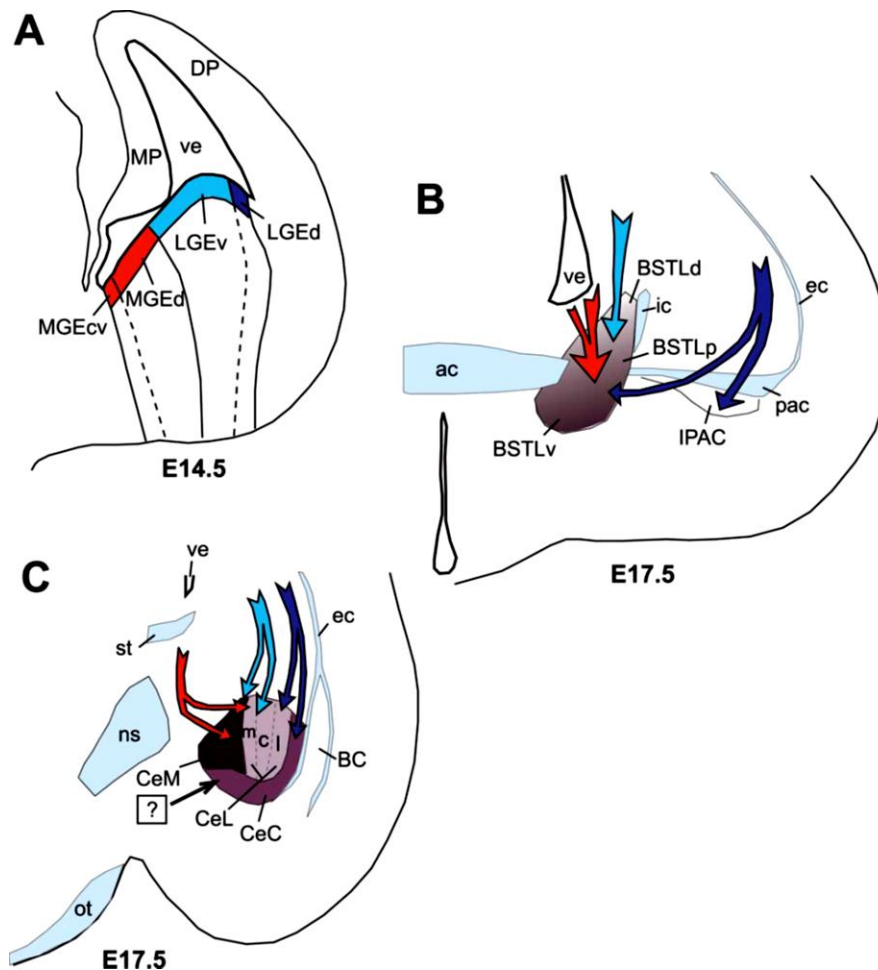 A
DP
ve
MP
LGEd
LGEv
MGEd
MGEcv
E14.5
B
ve
BSTLd
ec
ic
BSTLp
ac
pac
IPAC
BSTLv
E17.5
C
ve
ec
st
ns
m
c
l
BC
CeM
?
CeL
CeC
ot
E17.5